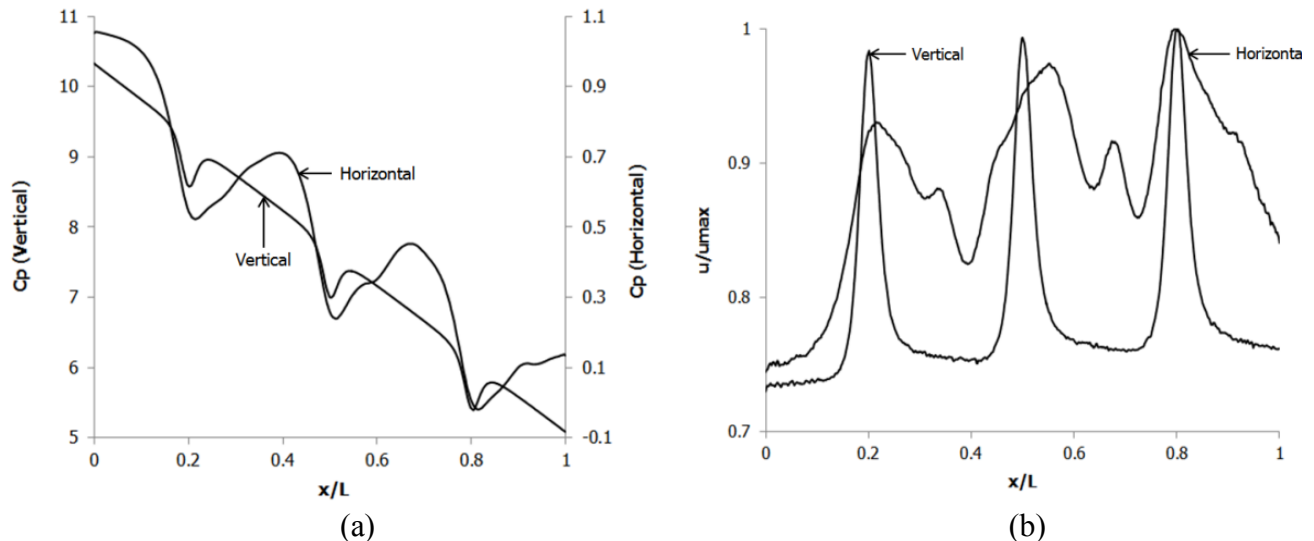 11
10
9
8
7
6
5
Cp (Vertical)
1.1
0.9
0.7
0.5
0.3
0.1
-0.1
Cp (Horizontal)
Horizontal
Vertical
0
0.2
0.4
0.6
0.8
1
x/L
(a)
1
0.9
0.8
0.7
u/umax
Vertical
Horizonta
0
0.2
0.4
0.6
0.8
1
x/L
(b)